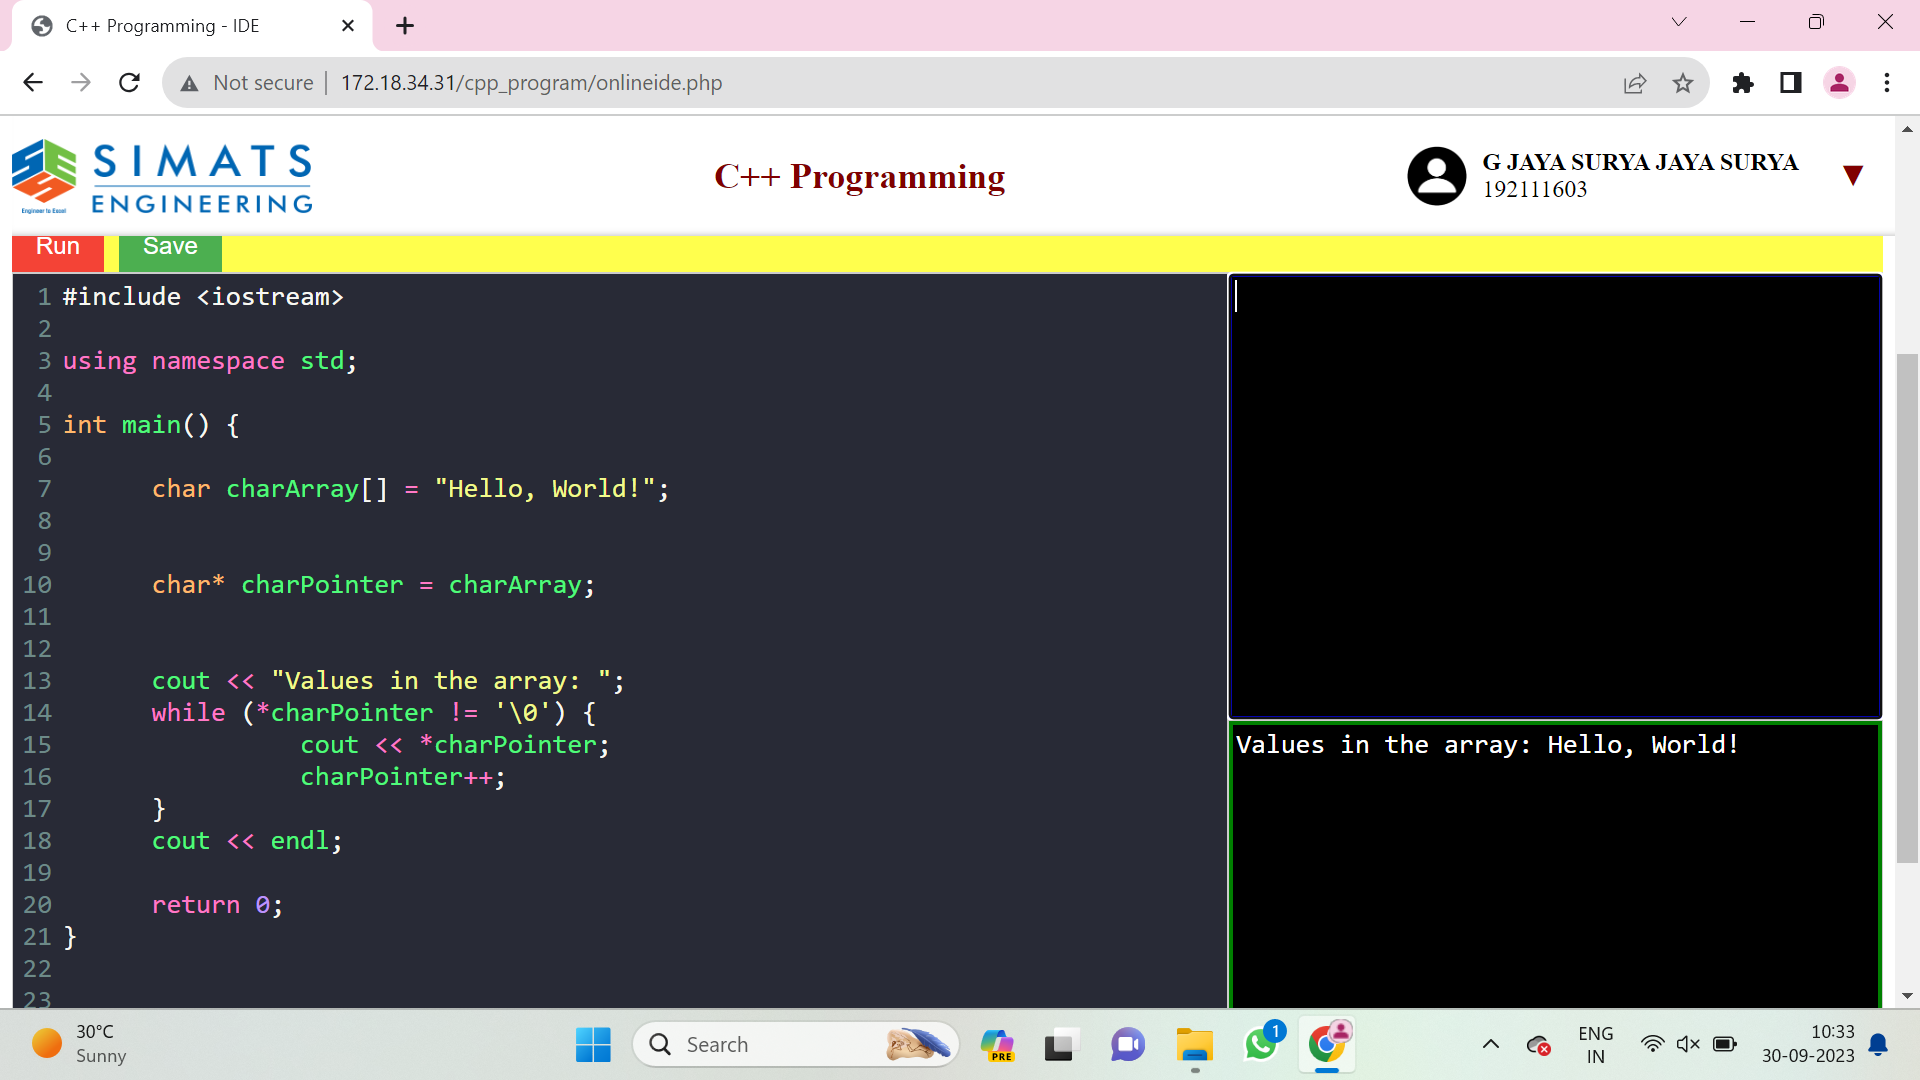 C++ Programming - IDE
Not secure | 172.18.34.31/cpp_program/onlineide.php
SIMATS
ENGINEERING
Engineer to Excel
C++ Programming
G JAYA SURYA JAYA SURYA
192111603
Run Save
1 #include <iostream>
2
3 using namespace std;
4
5 int main() {
6
7 char charArray[] = "Hello, World!";
8
9
10 char* charPointer = charArray;
11
12
13 cout << "Values in the array: ";
14 while (*charPointer != '\0') {
15 cout << *charPointer;
16 charPointer++;
17 }
18 cout << endl;
19
20 return 0;
21 }
22
23
Values in the array: Hello, World!
30°C
Sunny
Search
PRE
1
ENG
IN
10:33
30-09-2023